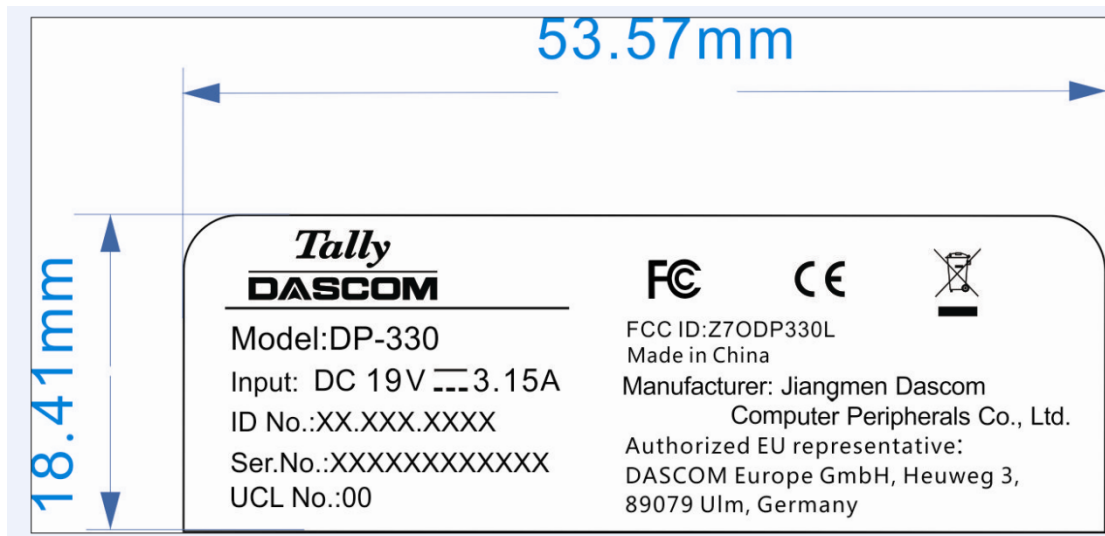 53.57mm
18.41mm
Tally
DASCOM
Model:DP-330
Input: DC 19V 3.15A
ID No.:XX.XXX.XXXX
Ser.No.:XXXXXXXXXXXX
UCL No.:00
FC CE
FCC ID:Z7ODP330L
Made in China
Manufacturer: Jiangmen Dascom
Computer Peripherals Co., Ltd.
Authorized EU representative:
DASCOM Europe GmbH, Heuweg 3,
89079 Ulm, Germany